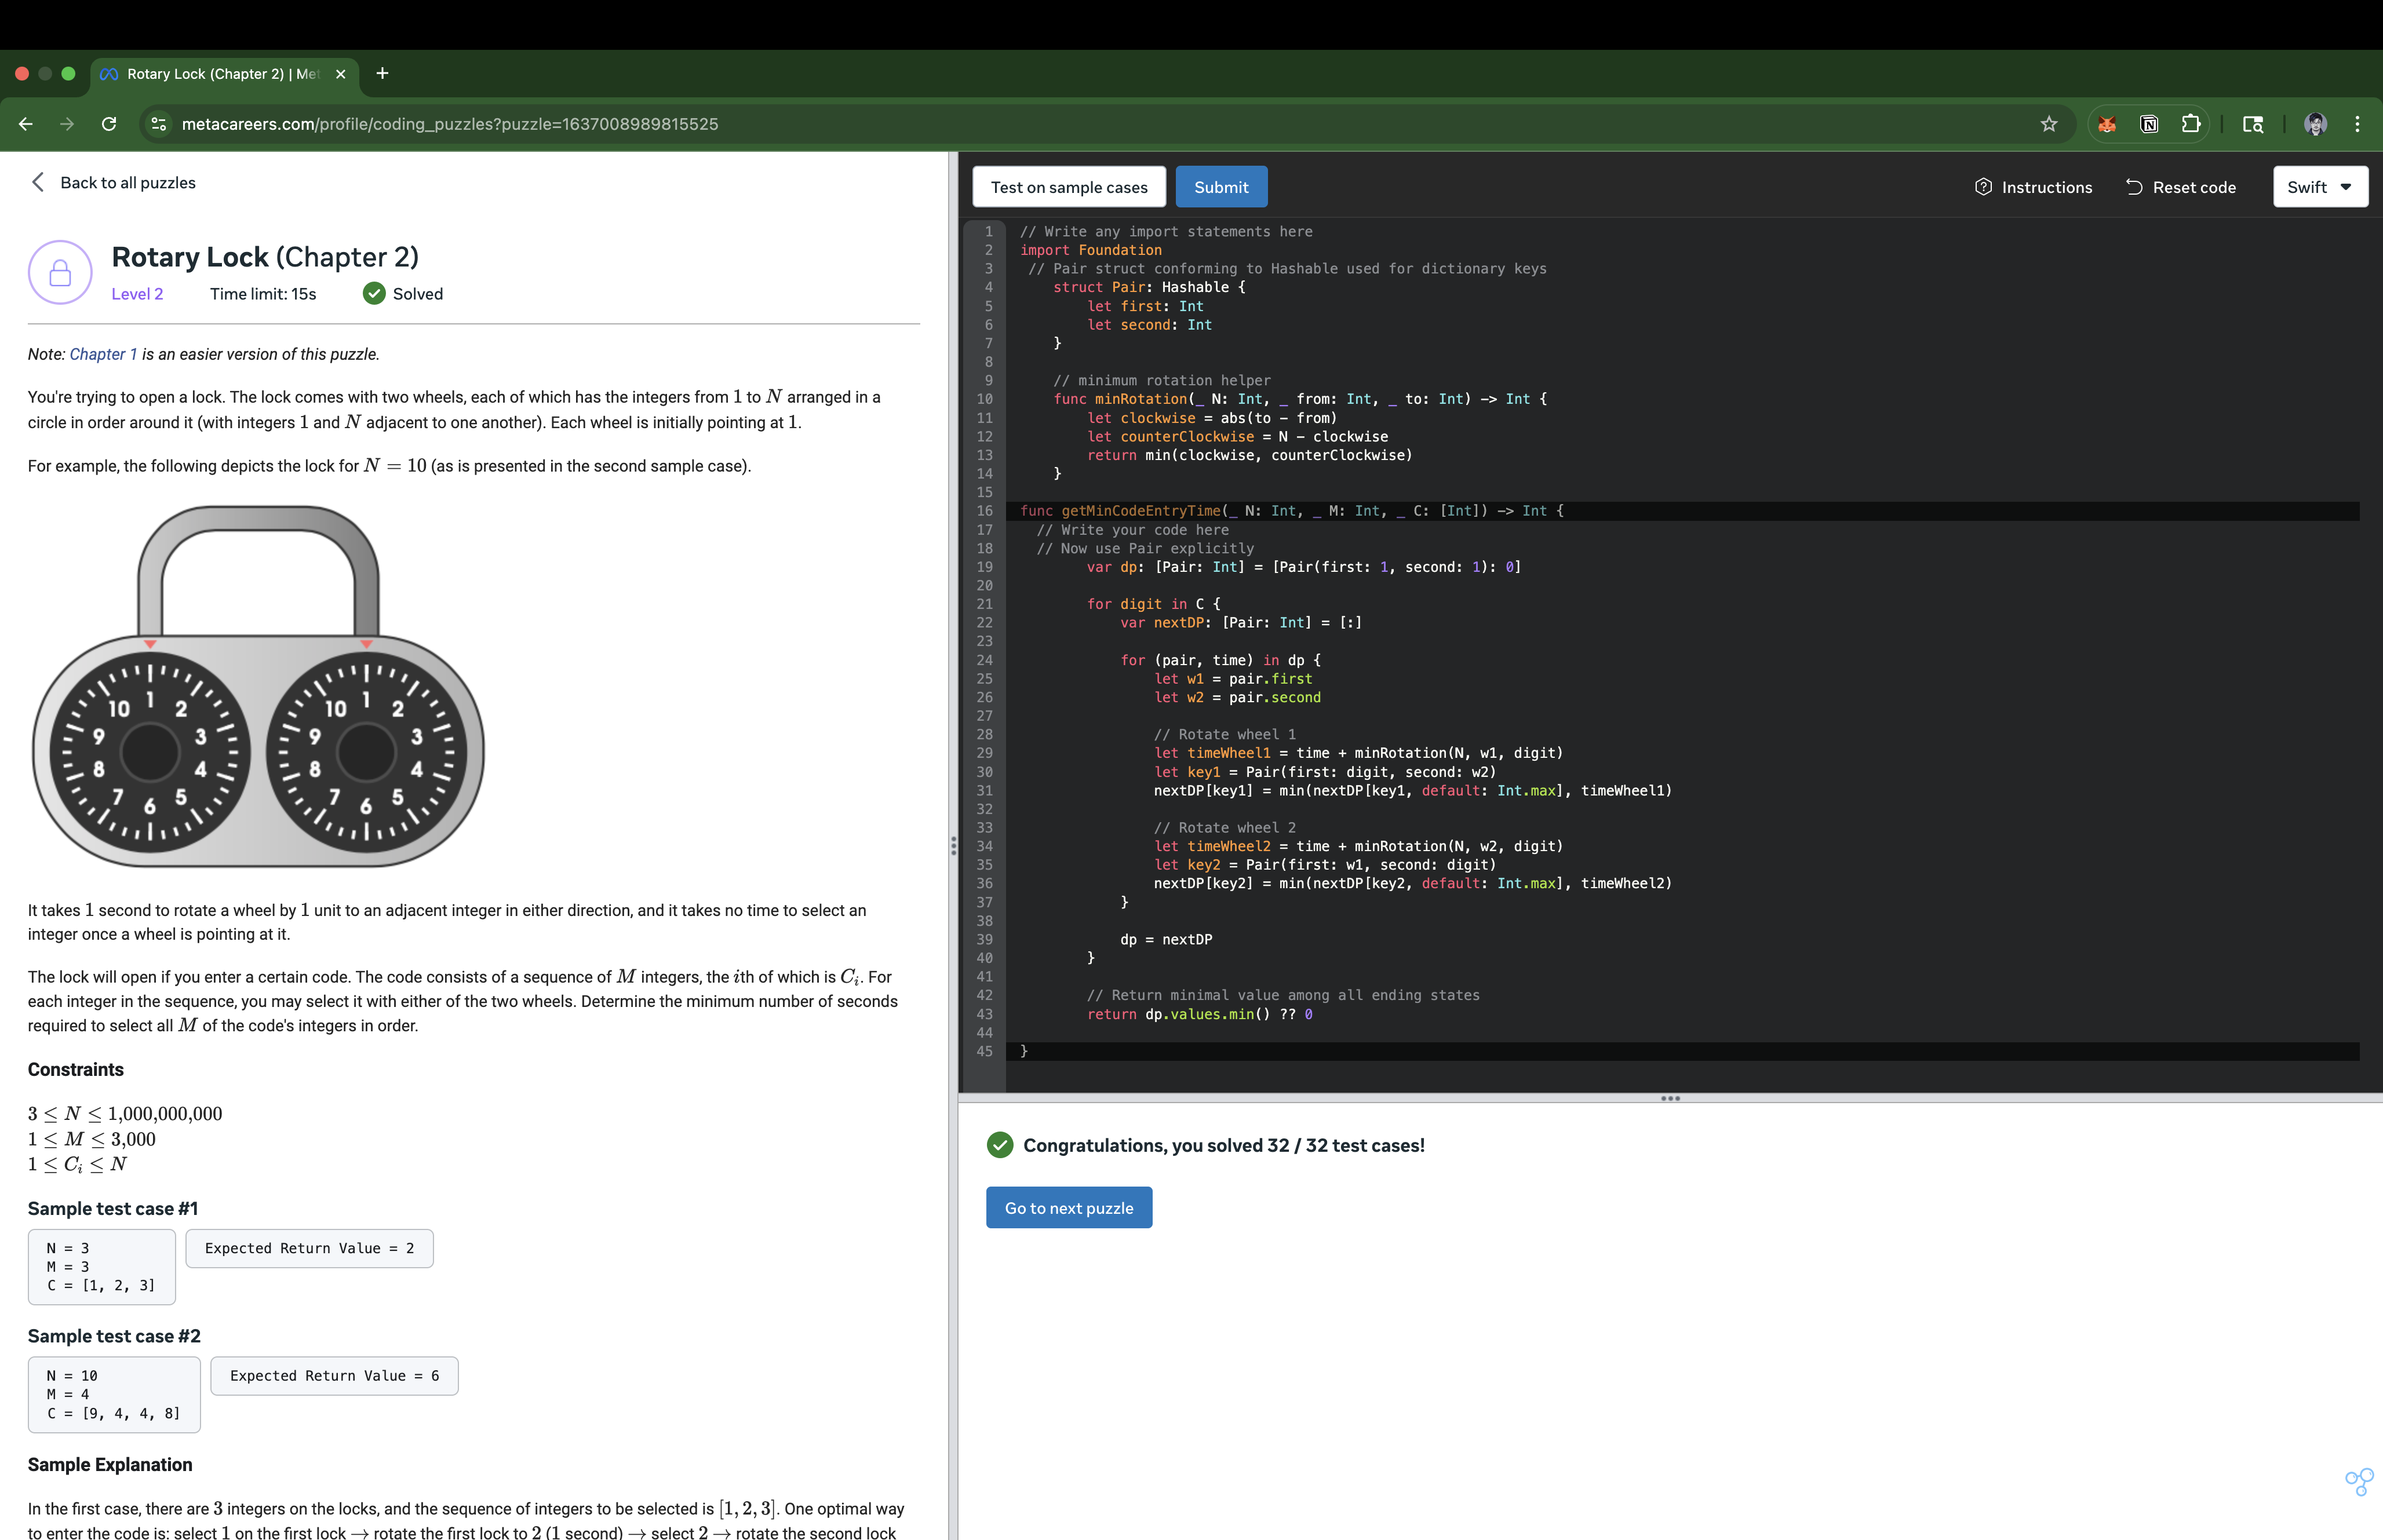 Rotary Lock (Chapter 2) | Met
metacareers.com/profile/coding_puzzles?puzzle=1637008989815525
Back to all puzzles
Rotary Lock (Chapter 2)
Level 2 Time limit: 15s Solved
Note: Chapter 1 is an easier version of this puzzle.
You're trying to open a lock. The lock comes with two wheels, each of which has the integers from 1 to N arranged in a
circle in order around it (with integers 1 and N adjacent to one another). Each wheel is initially pointing at 1.
For example, the following depicts the lock for N = 10 (as is presented in the second sample case).
1 2 3 4 5 6 7 8 9 10
1 2 3 4 5 6 7 8 9 10
It takes 1 second to rotate a wheel by 1 unit to an adjacent integer in either direction, and it takes no time to select an
integer once a wheel is pointing at it.
The lock will open if you enter a certain code. The code consists of a sequence of M integers, the ith of which is Cᵢ. For
each integer in the sequence, you may select it with either of the two wheels. Determine the minimum number of seconds
required to select all M of the code's integers in order.
Constraints
3 ≤ N ≤ 1,000,000,000
1 ≤ M ≤ 3,000
1 ≤ Cᵢ ≤ N
Sample test case #1
N = 3
M = 3
C = [1, 2, 3]
Expected Return Value = 2
Sample test case #2
N = 10
M = 4
C = [9, 4, 4, 8]
Expected Return Value = 6
Sample Explanation
In the first case, there are 3 integers on the locks, and the sequence of integers to be selected is [1, 2, 3]. One optimal way
to enter the code is: select 1 on the first lock → rotate the first lock to 2 (1 second) → select 2 → rotate the second lock
Test on sample cases Submit Instructions Reset code Swift
1 // Write any import statements here
2 import Foundation
3 // Pair struct conforming to Hashable used for dictionary keys
4 struct Pair: Hashable {
5 let first: Int
6 let second: Int
7 }
8
9 // minimum rotation helper
10 func minRotation(_ N: Int, _ from: Int, _ to: Int) -> Int {
11 let clockwise = abs(to - from)
12 let counterClockwise = N - clockwise
13 return min(clockwise, counterClockwise)
14 }
15
16 func getMinCodeEntryTime(_ N: Int, _ M: Int, _ C: [Int]) -> Int {
17 // Write your code here
18 // Now use Pair explicitly
19 var dp: [Pair: Int] = [Pair(first: 1, second: 1): 0]
20
21 for digit in C {
22 var nextDP: [Pair: Int] = [:]
23
24 for (pair, time) in dp {
25 let w1 = pair.first
26 let w2 = pair.second
27
28 // Rotate wheel 1
29 let timeWheel1 = time + minRotation(N, w1, digit)
30 let key1 = Pair(first: digit, second: w2)
31 nextDP[key1] = min(nextDP[key1, default: Int.max], timeWheel1)
32
33 // Rotate wheel 2
34 let timeWheel2 = time + minRotation(N, w2, digit)
35 let key2 = Pair(first: w1, second: digit)
36 nextDP[key2] = min(nextDP[key2, default: Int.max], timeWheel2)
37 }
38
39 dp = nextDP
40 }
41
42 // Return minimal value among all ending states
43 return dp.values.min() ?? 0
44
45 }
Congratulations, you solved 32 / 32 test cases!
Go to next puzzle